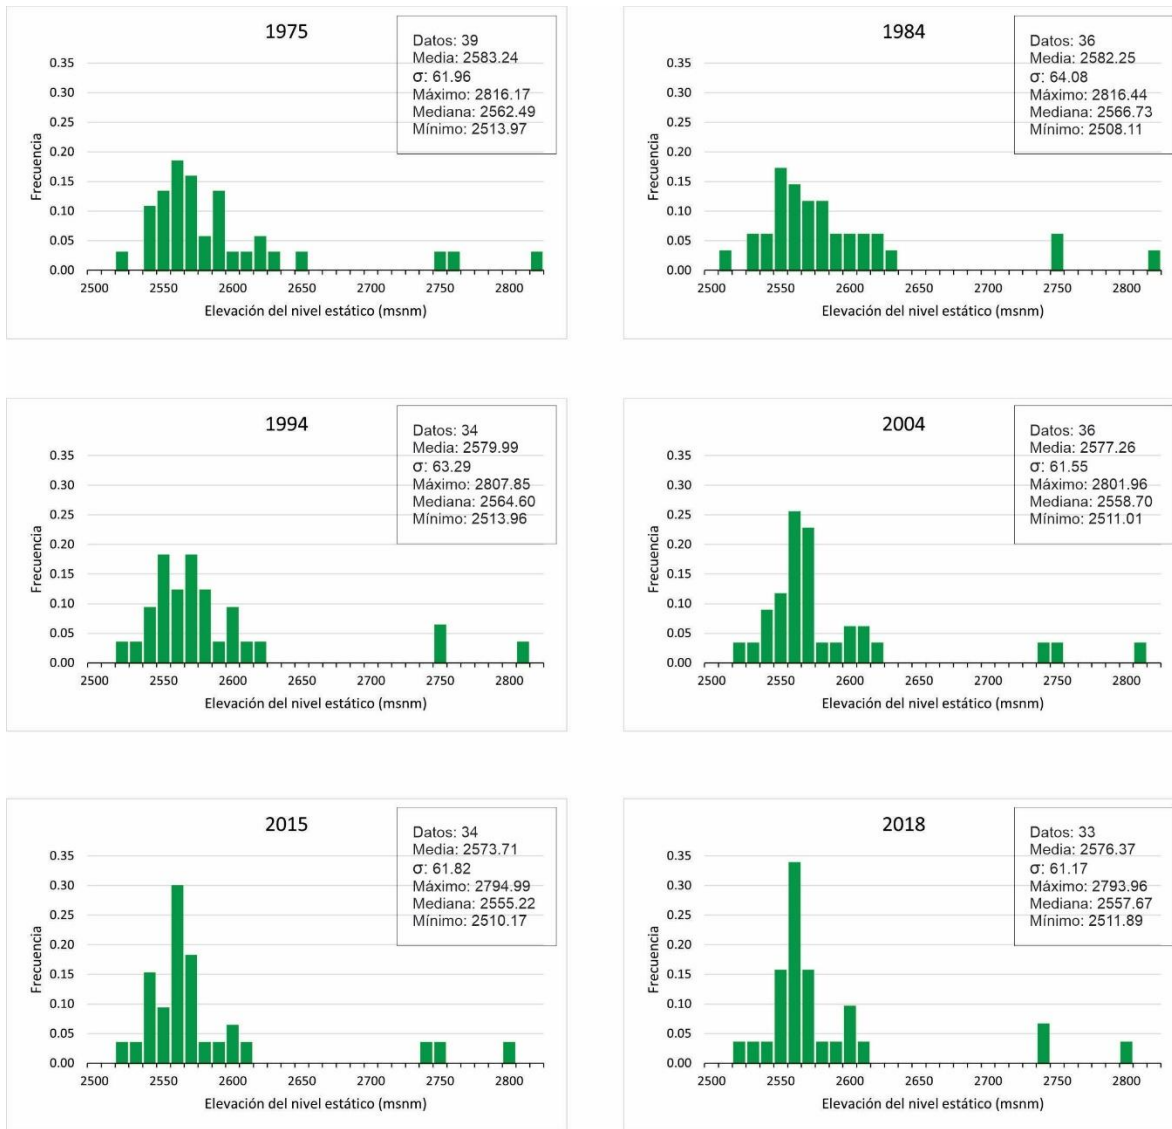 1975
Datos: 39
Media: 2583.24
σ: 61.96
Máximo: 2816.17
Mediana: 2562.49
Mínimo: 2513.97
Frecuencia
0.35
0.30
0.25
0.20
0.15
0.10
0.05
0.00
2500 2550 2600 2650 2700 2750 2800
Elevación del nivel estático (msnm)
1984
Datos: 36
Media: 2582.25
σ: 64.08
Máximo: 2816.44
Mediana: 2566.73
Mínimo: 2508.11
Frecuencia
0.35
0.30
0.25
0.20
0.15
0.10
0.05
0.00
2500 2550 2600 2650 2700 2750 2800
Elevación del nivel estático (msnm)
1994
Datos: 34
Media: 2579.99
σ: 63.29
Máximo: 2807.85
Mediana: 2564.60
Mínimo: 2513.96
Frecuencia
0.35
0.30
0.25
0.20
0.15
0.10
0.05
0.00
2500 2550 2600 2650 2700 2750 2800
Elevación del nivel estático (msnm)
2004
Datos: 36
Media: 2577.26
σ: 61.55
Máximo: 2801.96
Mediana: 2558.70
Mínimo: 2511.01
Frecuencia
0.35
0.30
0.25
0.20
0.15
0.10
0.05
0.00
2500 2550 2600 2650 2700 2750 2800
Elevación del nivel estático (msnm)
2015
Datos: 34
Media: 2573.71
σ: 61.82
Máximo: 2794.99
Mediana: 2555.22
Mínimo: 2510.17
Frecuencia
0.35
0.30
0.25
0.20
0.15
0.10
0.05
0.00
2500 2550 2600 2650 2700 2750 2800
Elevación del nivel estático (msnm)
2018
Datos: 33
Media: 2576.37
σ: 61.17
Máximo: 2793.96
Mediana: 2557.67
Mínimo: 2511.89
Frecuencia
0.35
0.30
0.25
0.20
0.15
0.10
0.05
0.00
2500 2550 2600 2650 2700 2750 2800
Elevación del nivel estático (msnm)